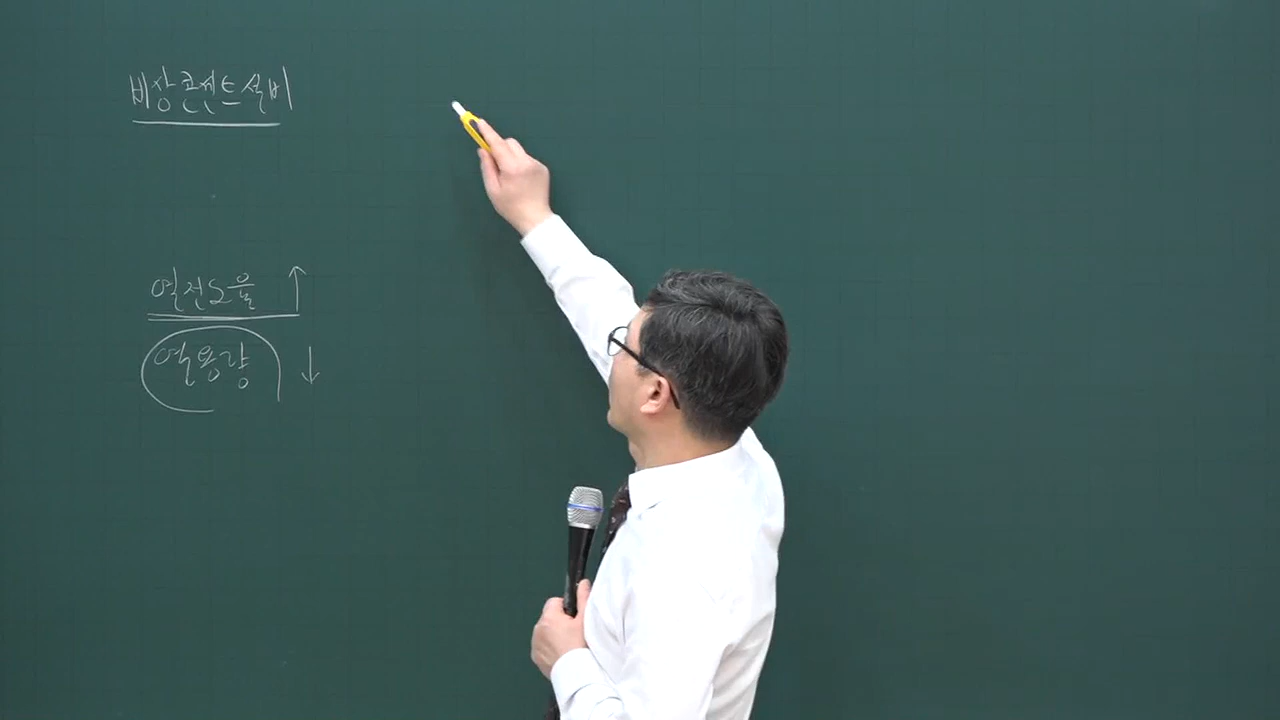 비상콘센트설비
열전도율 ↑
열용량 ↓